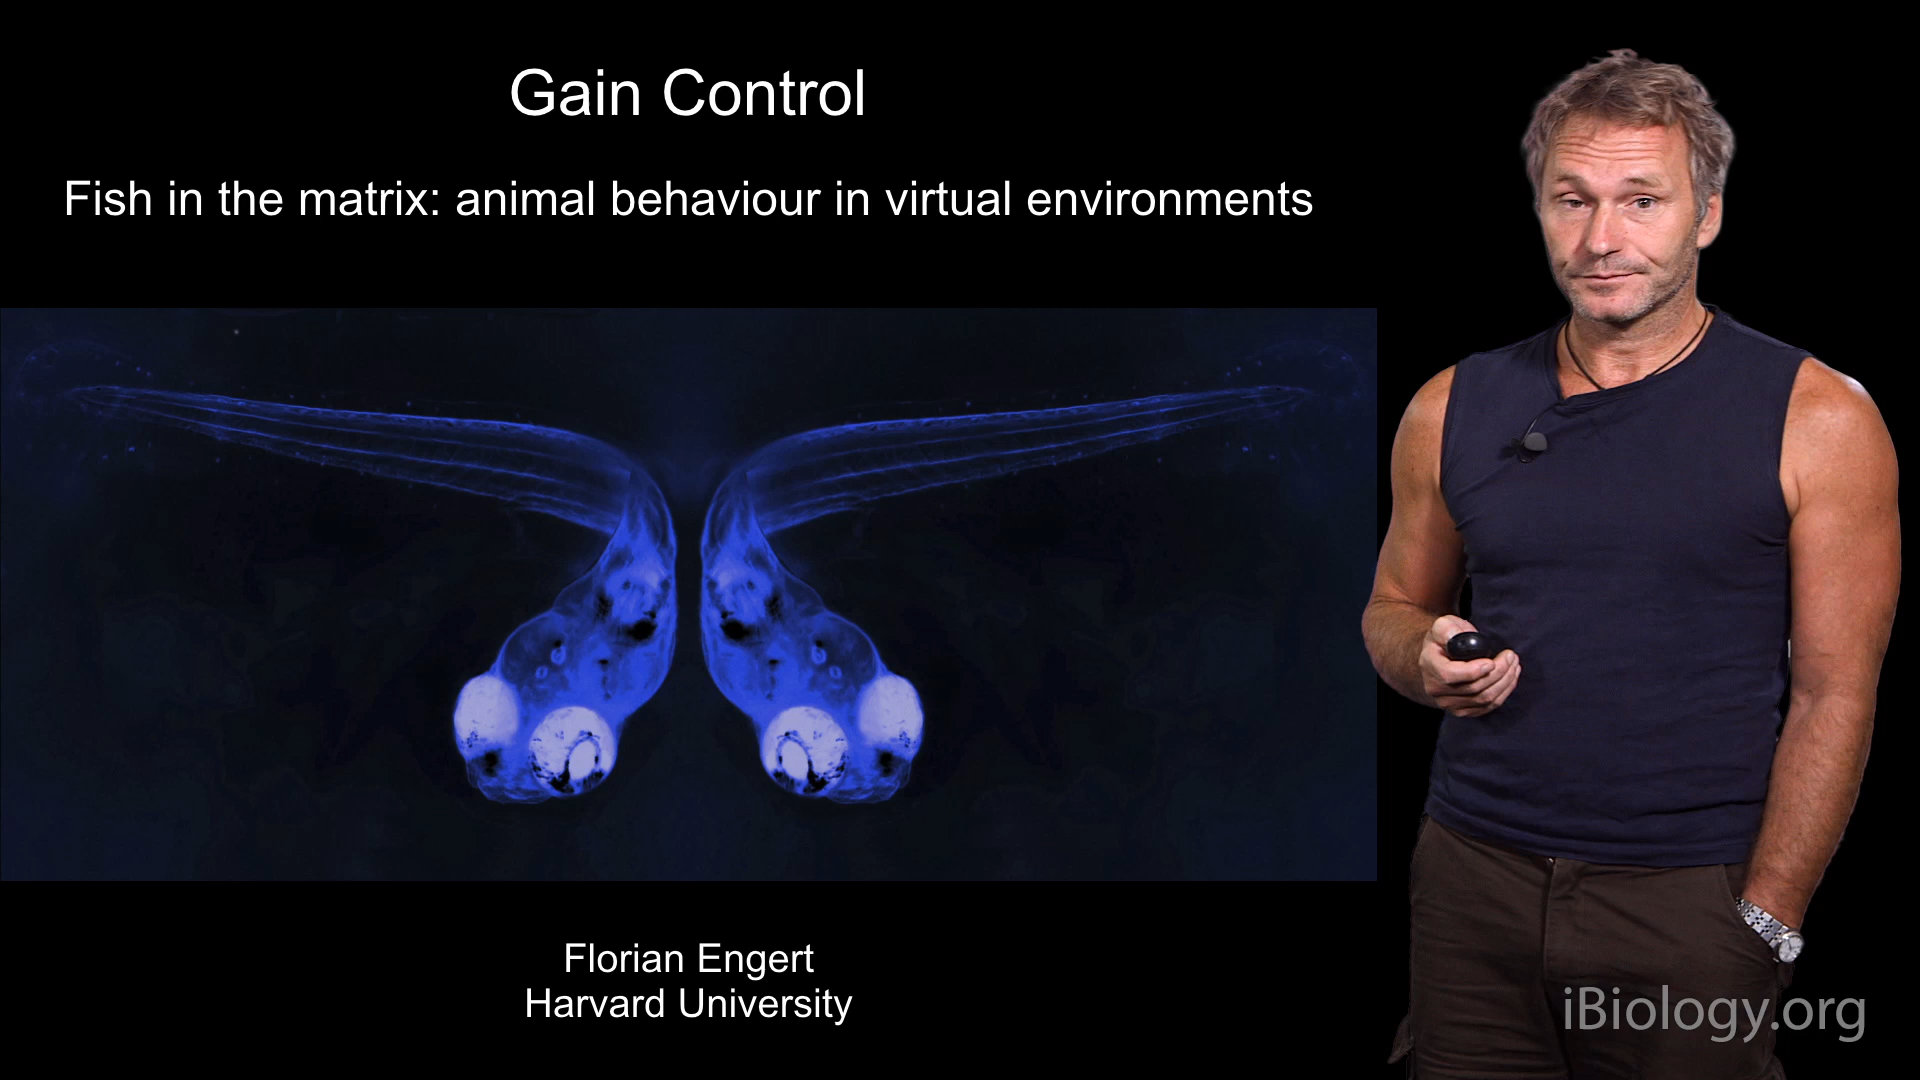 Gain Control
Fish in the matrix: animal behaviour in virtual environments
Florian Engert
Harvard University
iBiology.org